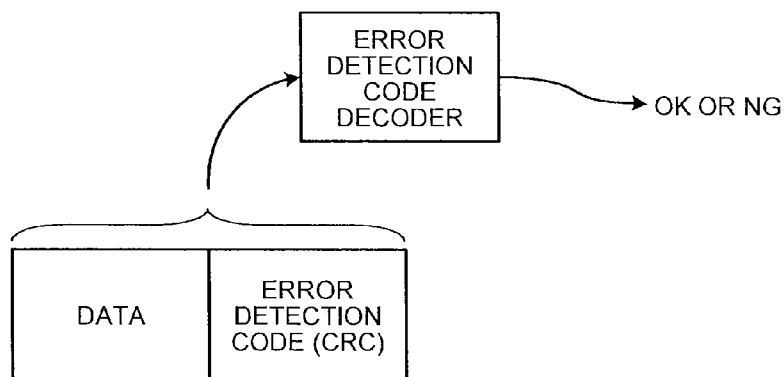 ERROR
DETECTION
CODE
DECODER
OK OR NG
DATA
ERROR
DETECTION
CODE (CRC)